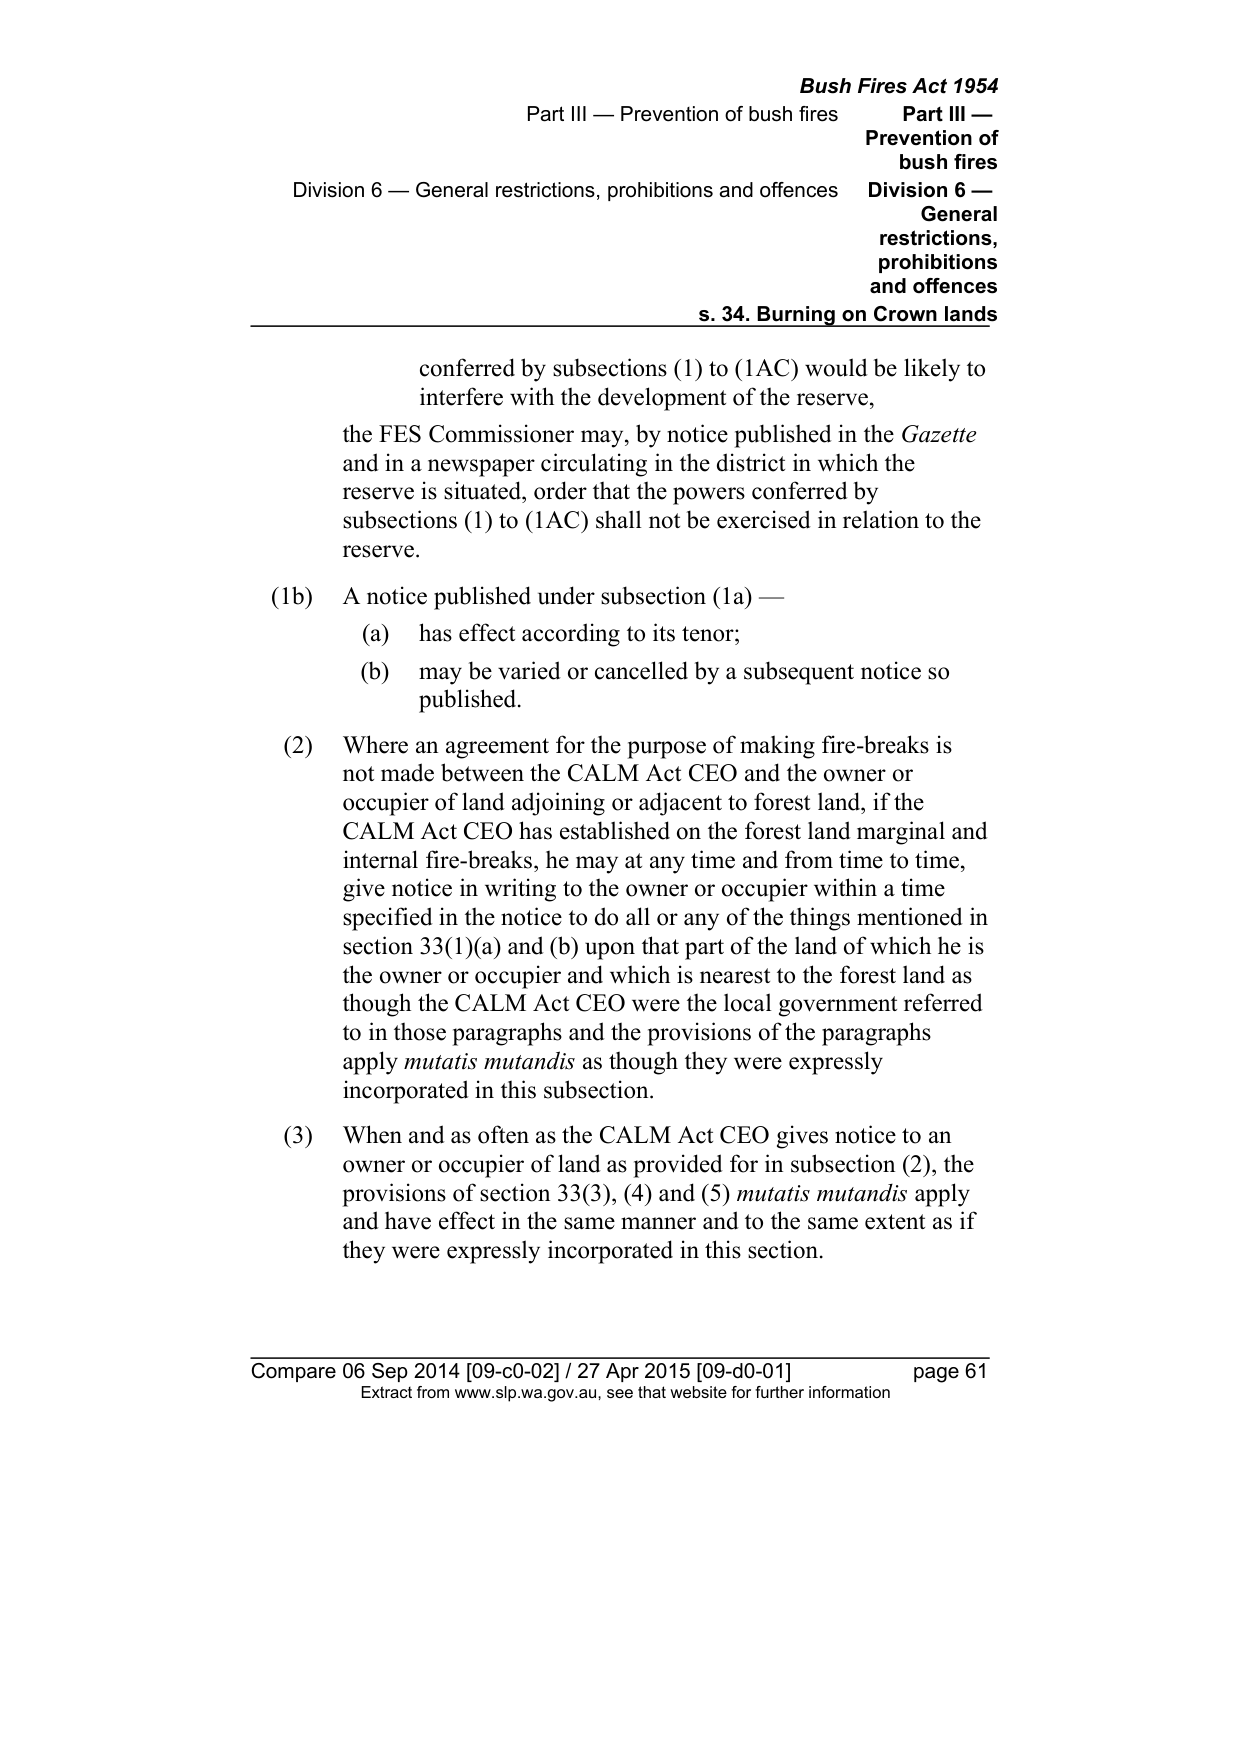 Bush Fires Act 1954
Part III — Prevention of bush fires Part III —
Prevention of
bush fires
Division 6 — General restrictions, prohibitions and offences Division 6 —
General
restrictions,
prohibitions
and offences
s. 34. Burning on Crown lands
conferred by subsections (1) to (1AC) would be likely to
interfere with the development of the reserve,
the FES Commissioner may, by notice published in the Gazette
and in a newspaper circulating in the district in which the
reserve is situated, order that the powers conferred by
subsections (1) to (1AC) shall not be exercised in relation to the
reserve.
(1b) A notice published under subsection (1a) —
(a) has effect according to its tenor;
(b) may be varied or cancelled by a subsequent notice so
published.
(2) Where an agreement for the purpose of making fire-breaks is
not made between the CALM Act CEO and the owner or
occupier of land adjoining or adjacent to forest land, if the
CALM Act CEO has established on the forest land marginal and
internal fire-breaks, he may at any time and from time to time,
give notice in writing to the owner or occupier within a time
specified in the notice to do all or any of the things mentioned in
section 33(1)(a) and (b) upon that part of the land of which he is
the owner or occupier and which is nearest to the forest land as
though the CALM Act CEO were the local government referred
to in those paragraphs and the provisions of the paragraphs
apply mutatis mutandis as though they were expressly
incorporated in this subsection.
(3) When and as often as the CALM Act CEO gives notice to an
owner or occupier of land as provided for in subsection (2), the
provisions of section 33(3), (4) and (5) mutatis mutandis apply
and have effect in the same manner and to the same extent as if
they were expressly incorporated in this section.
Compare 06 Sep 2014 [09-c0-02] / 27 Apr 2015 [09-d0-01] page 61
Extract from www.slp.wa.gov.au, see that website for further information